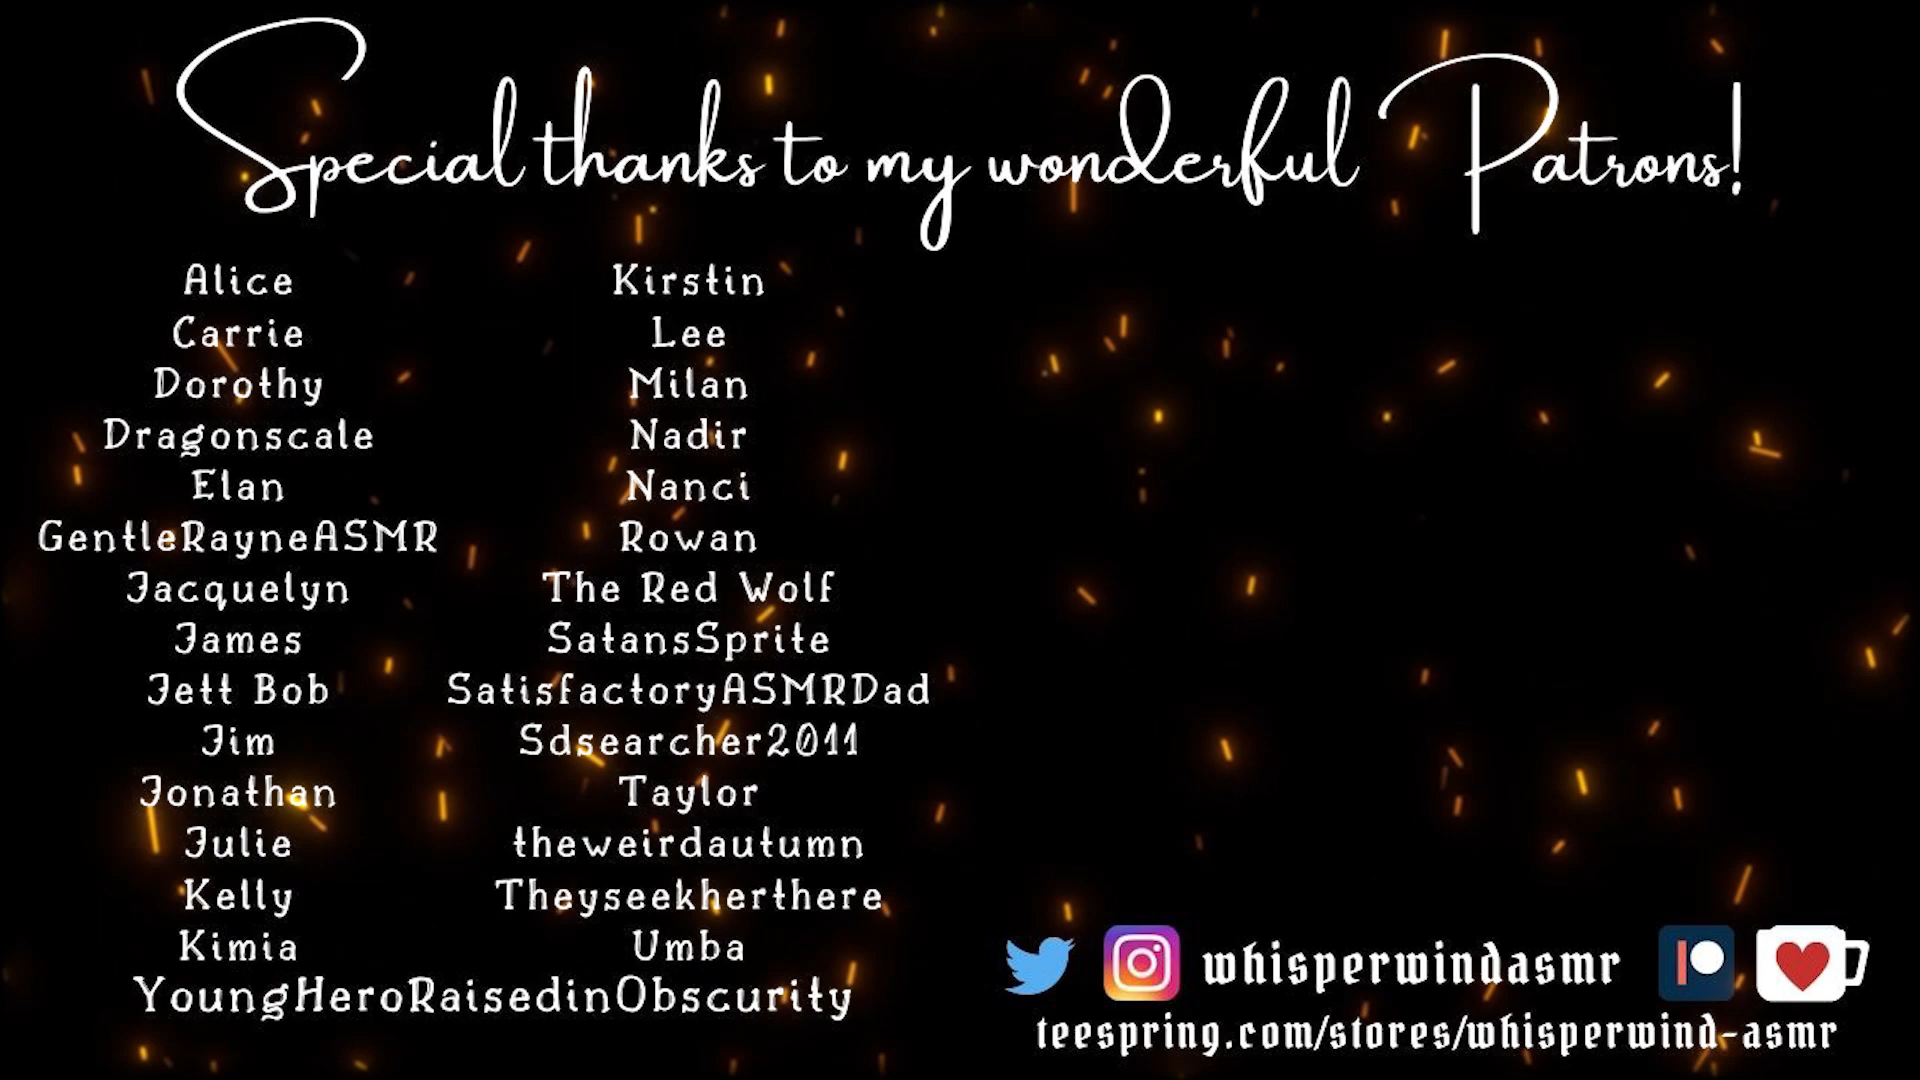 Special thanks to my wonderful Patrons!
Alice
Carrie
Dorothy
Dragonscale
Elan
GentleRayneASMR
Jacquelyn
James
Jett Bob
Jim
Jonathan
Julie
Kelly
Kimia
Kirstin
Lee
Milan
Nadir
Nanci
Rowan
The Red Wolf
SatansSprite
SatisfactoryASMRDad
Sdsearcher2011
Taylor
theweirdautumn
Theyseekherthere
Umba
YoungHeroRaisedinObscurity
whisperwindasmr
teespring.com/stores/whisperwind-asmr